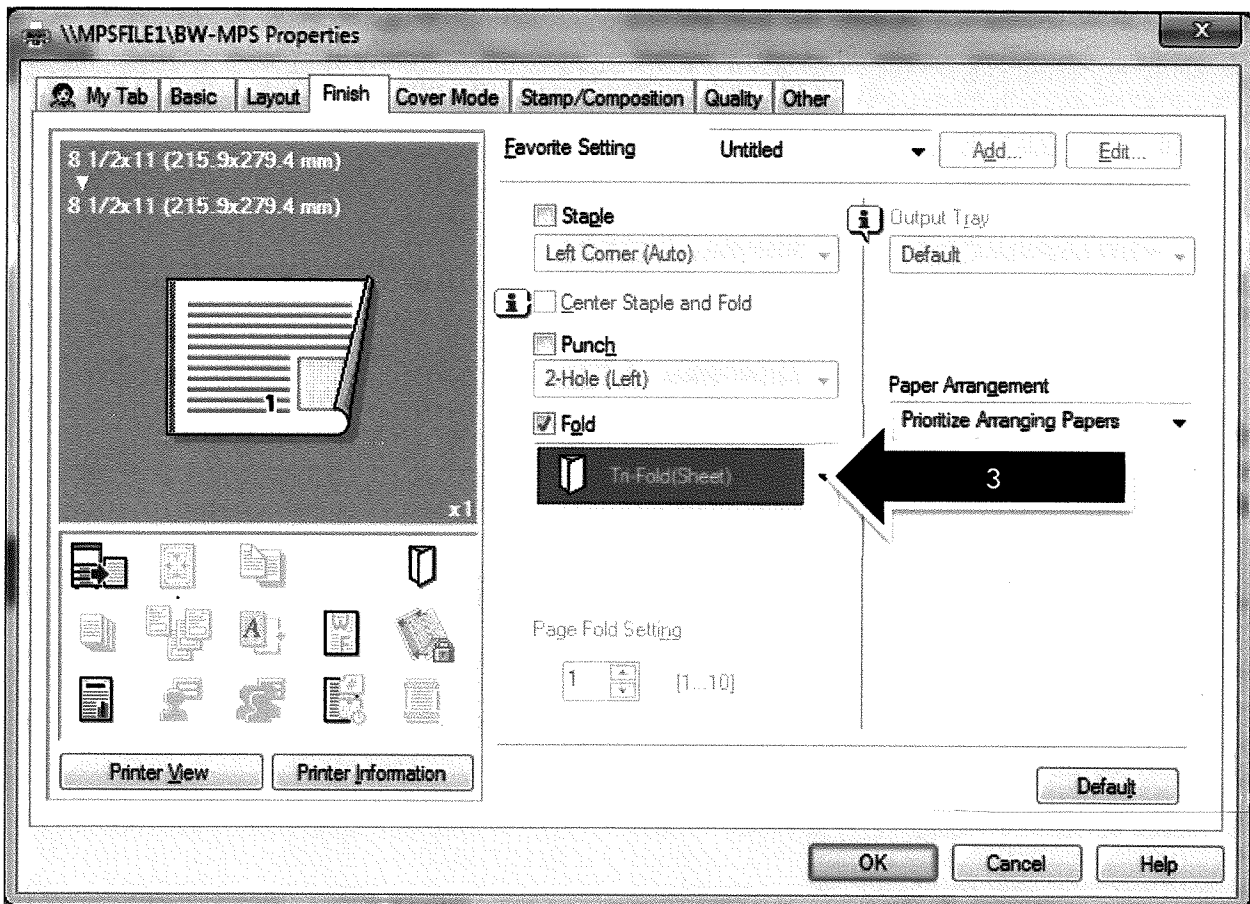 \\MPSFILE1\BW-MPS Properties
X
My Tab Basic Layout Finish Cover Mode Stamp/Composition Quality Other
8 1/2x11 (215.9x279.4 mm)
8 1/2x11 (215.9x279.4 mm)
1
x1
Printer View Printer Information
Favorite Setting Untitled Add... Edit...
Staple
Left Corner (Auto)
Center Staple and Fold
Punch
2-Hole (Left)
Fold
Tri-Fold(Sheet)
3
Page Fold Setting
1 [1...10]
Output Tray
Default
Paper Arrangement
Prioritize Arranging Papers
Default
OK Cancel Help